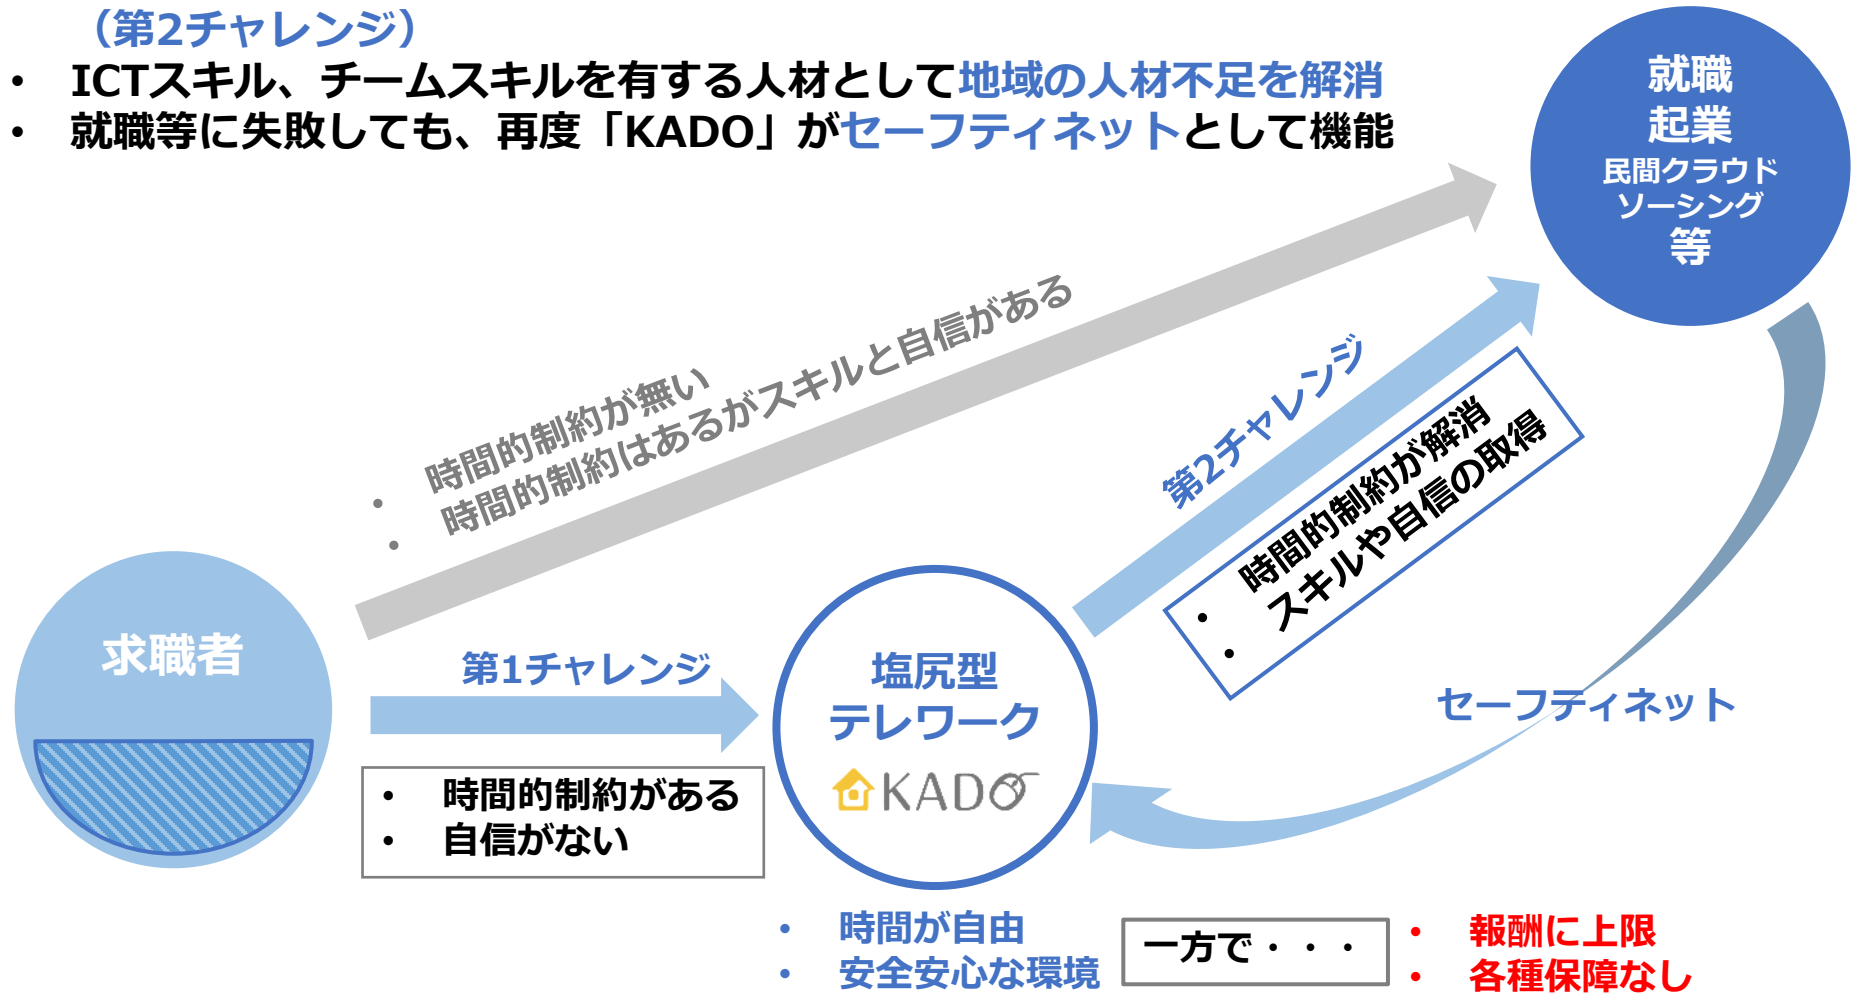 （第2チャレンジ）
• ICTスキル、チームスキルを有する人材として地域の人材不足を解消
• 就職等に失敗しても、再度「KADO」がセーフティネットとして機能
就職
起業
民間クラウド
ソーシング
等
• 時間的制約が無い
• 時間的制約はあるがスキルと自信がある
第2チャレンジ
• 時間的制約が解消
• スキルや自信の取得
求職者
第1チャレンジ
• 時間的制約がある
• 自信がない
塩尻型
テレワーク
KADO
セーフティネット
• 時間が自由
• 安全安心な環境
一方で・・・
• 報酬に上限
• 各種保障なし